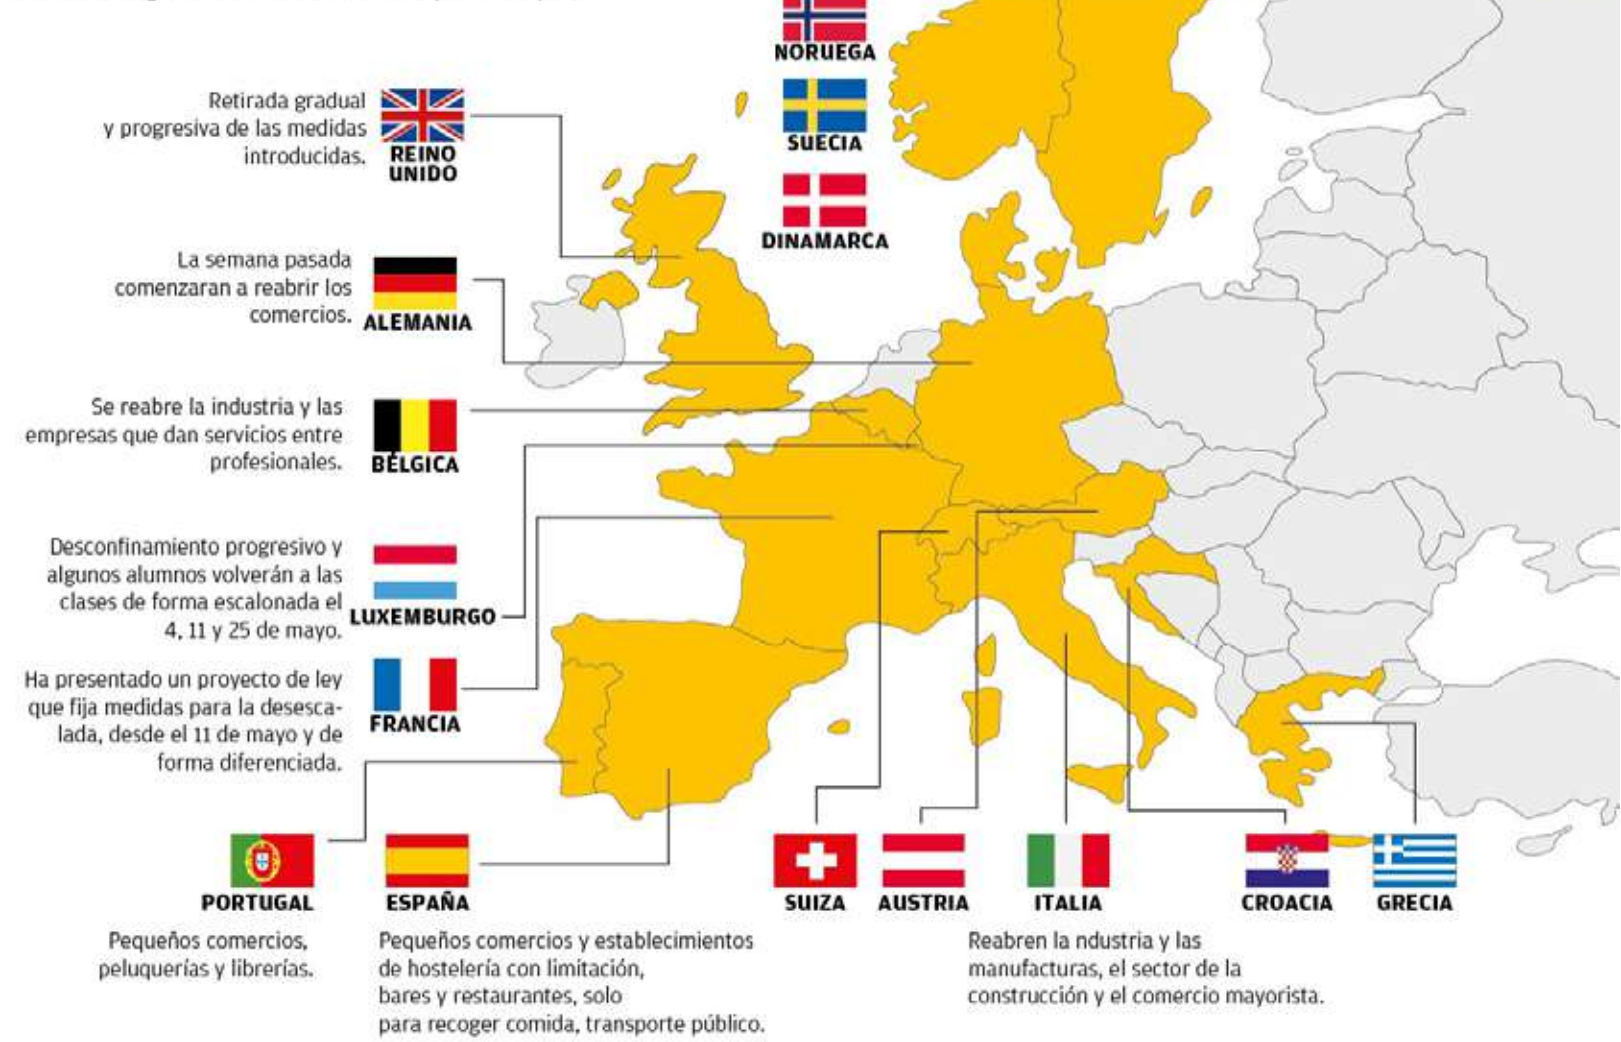 NORUEGA
SUECIA
DINAMARCA
Retirada gradual
y progresiva de las medidas
introducidas.
REINO
UNIDO
La semana pasada
comenzaran a reabrir los
comercios.
ALEMANIA
Se reabre la industria y las
empresas que dan servicios entre
profesionales.
BÉLGICA
Desconfinamiento progresivo y
algunos alumnos volverán a las
clases de forma escalonada el
4, 11 y 25 de mayo.
LUXEMBURGO
Ha presentado un proyecto de ley
que fija medidas para la desesca-
lada, desde el 11 de mayo y de
forma diferenciada.
FRANCIA
PORTUGAL
Pequeños comercios,
peluquerías y librerías.
ESPAÑA
Pequeños comercios y establecimientos
de hostelería con limitación,
bares y restaurantes, solo
para recoger comida, transporte público.
SUIZA
AUSTRIA
ITALIA
Reabren la ndustria y las
manufacturas, el sector de la
construcción y el comercio mayorista.
CROACIA
GRECIA